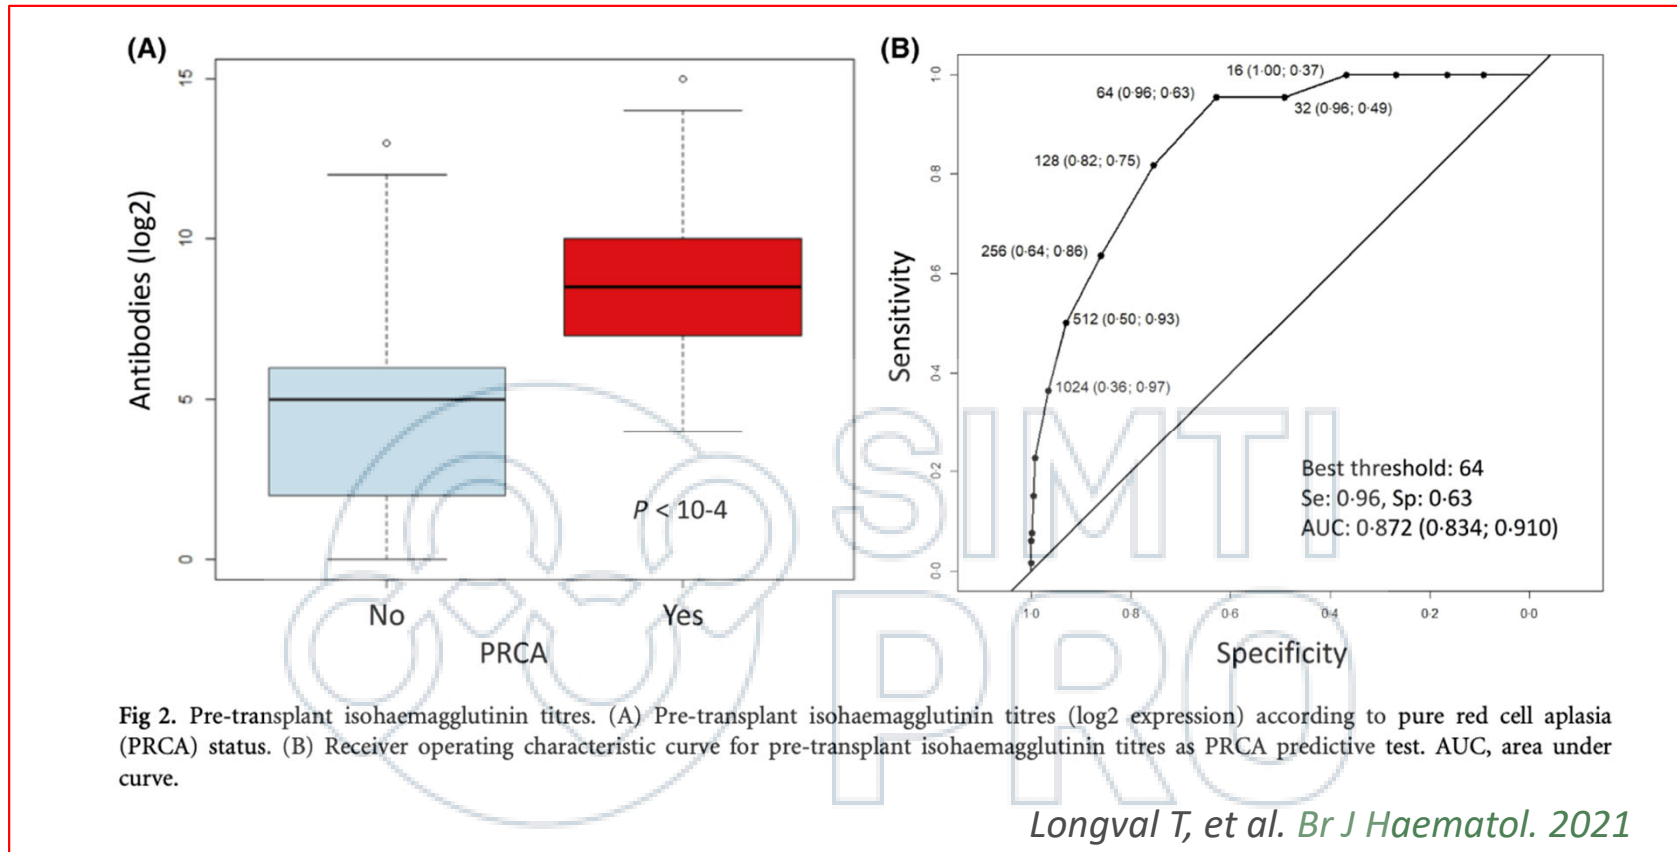 (A)
15
10
5
0
Antibodies (log2)
P < 10-4
No
Yes
PRCA
(B)
1·0
0·8
0·6
0·4
0·2
0·0
Sensitivity
16 (1·00; 0·37)
64 (0·96; 0·63)
32 (0·96; 0·49)
128 (0·82; 0·75)
256 (0·64; 0·86)
512 (0·50; 0·93)
1024 (0·36; 0·97)
Best threshold: 64
Se: 0·96, Sp: 0·63
AUC: 0·872 (0·834; 0·910)
1·0 0·8 0·6 0·4 0·2 0·0
Specificity
SIMTI
PRO
Fig 2. Pre-transplant isohaemagglutinin titres. (A) Pre-transplant isohaemagglutinin titres (log2 expression) according to pure red cell aplasia
(PRCA) status. (B) Receiver operating characteristic curve for pre-transplant isohaemagglutinin titres as PRCA predictive test. AUC, area under
curve.
Longval T, et al. Br J Haematol. 2021